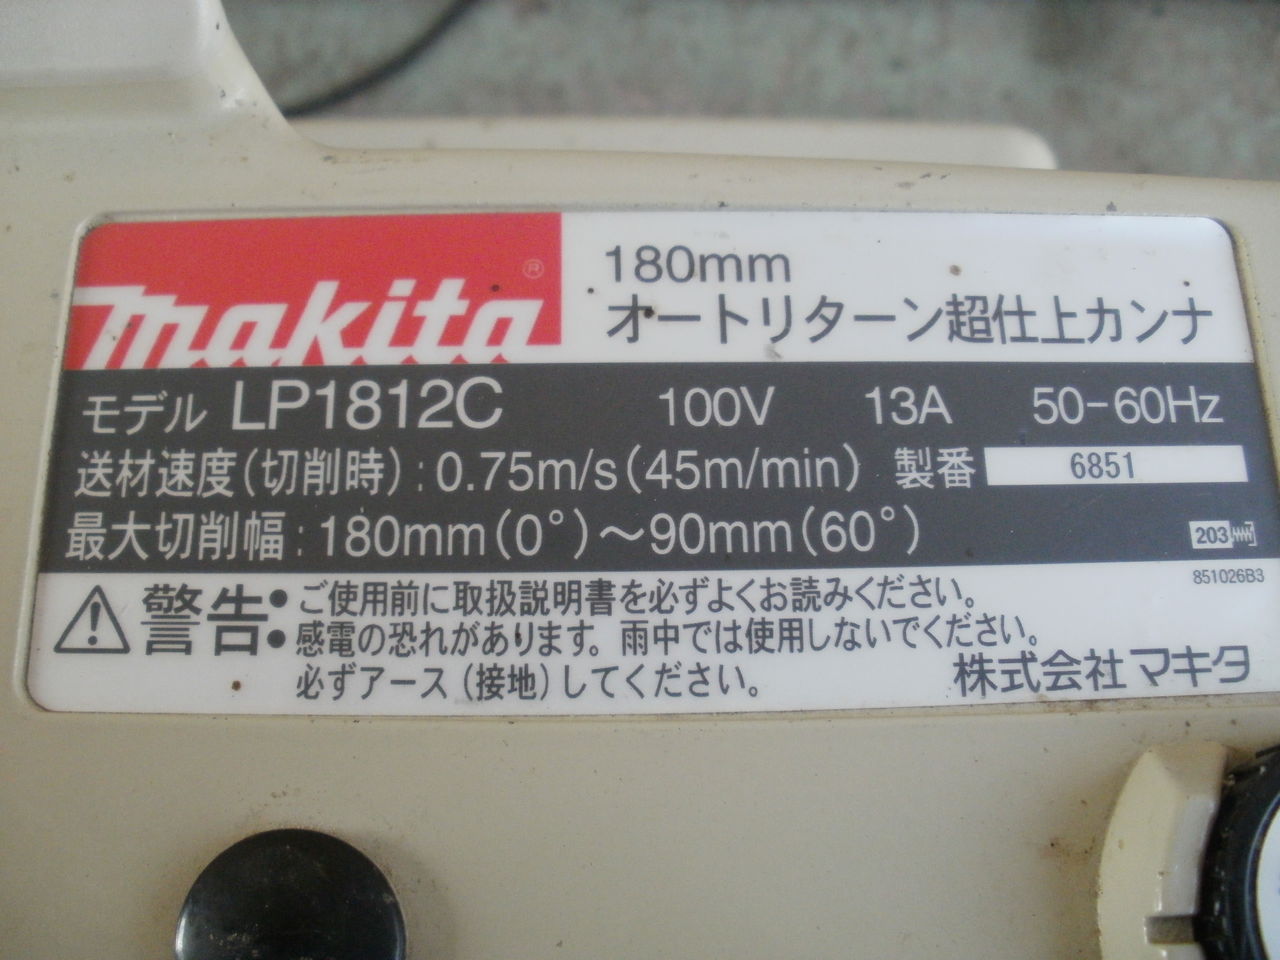 makita®
180mm
オートリターン超仕上カンナ
モデル LP1812C 100V 13A 50-60Hz
送材速度(切削時):0.75m/s(45m/min) 製番 6851
最大切削幅:180mm(0°)～90mm(60°)
203
851026B3
警告
•ご使用前に取扱説明書を必ずよくお読みください。
•感電の恐れがあります。雨中では使用しないでください。
必ずアース(接地)してください。
株式会社マキタ